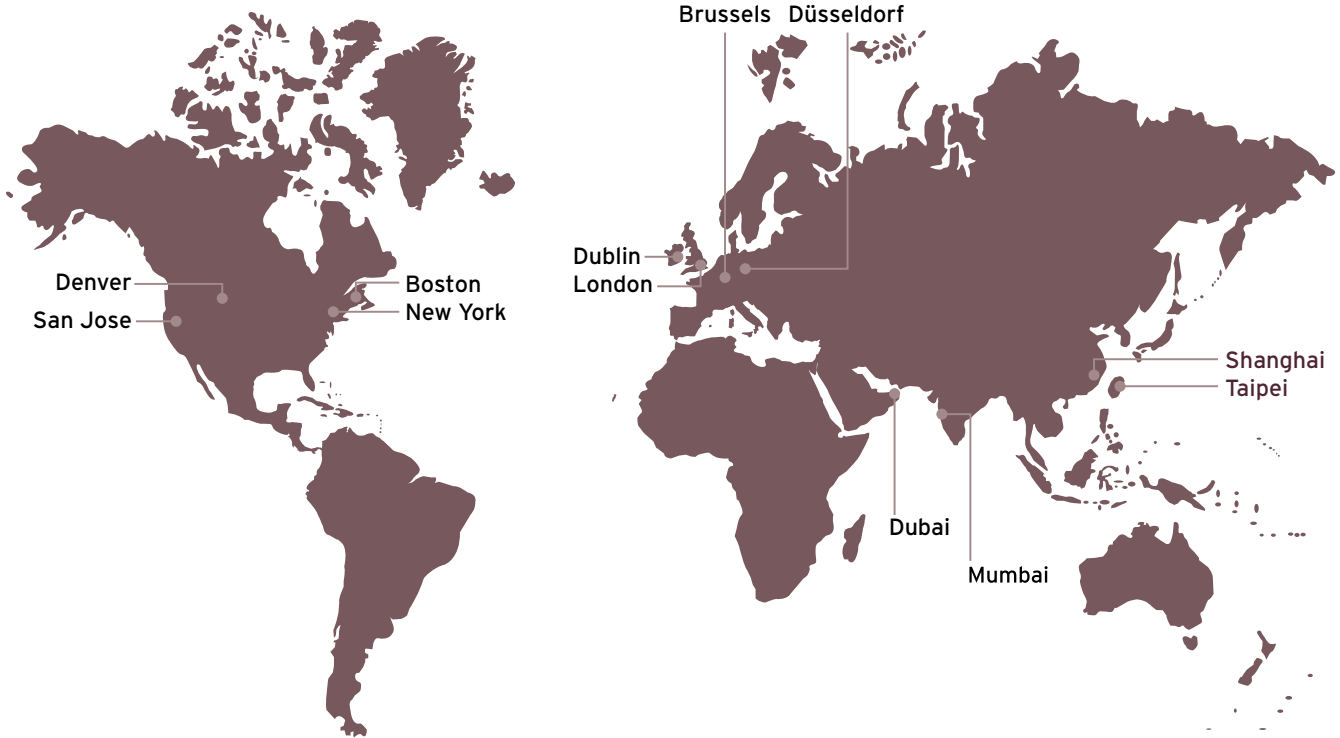 Brussels Düsseldorf
Dublin
London
Denver
San Jose
Boston
New York
Shanghai
Taipei
Dubai
Mumbai